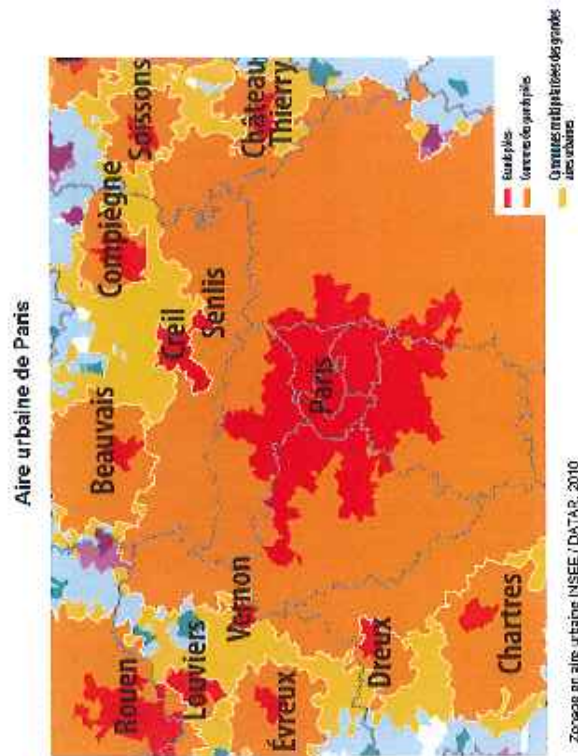 Aire urbaine de Paris
Rouen
Louviers
Évreux
Vernon
Dreux
Chartres
Beauvais
Creil
Senlis
Paris
Compiègne
Soissons
Château
Thierry
Grands pôles
Couronnes des grands pôles
Communes multipolarisées des grandes
aires urbaines
Zonage en aire urbaine INSEE / DATAR, 2010